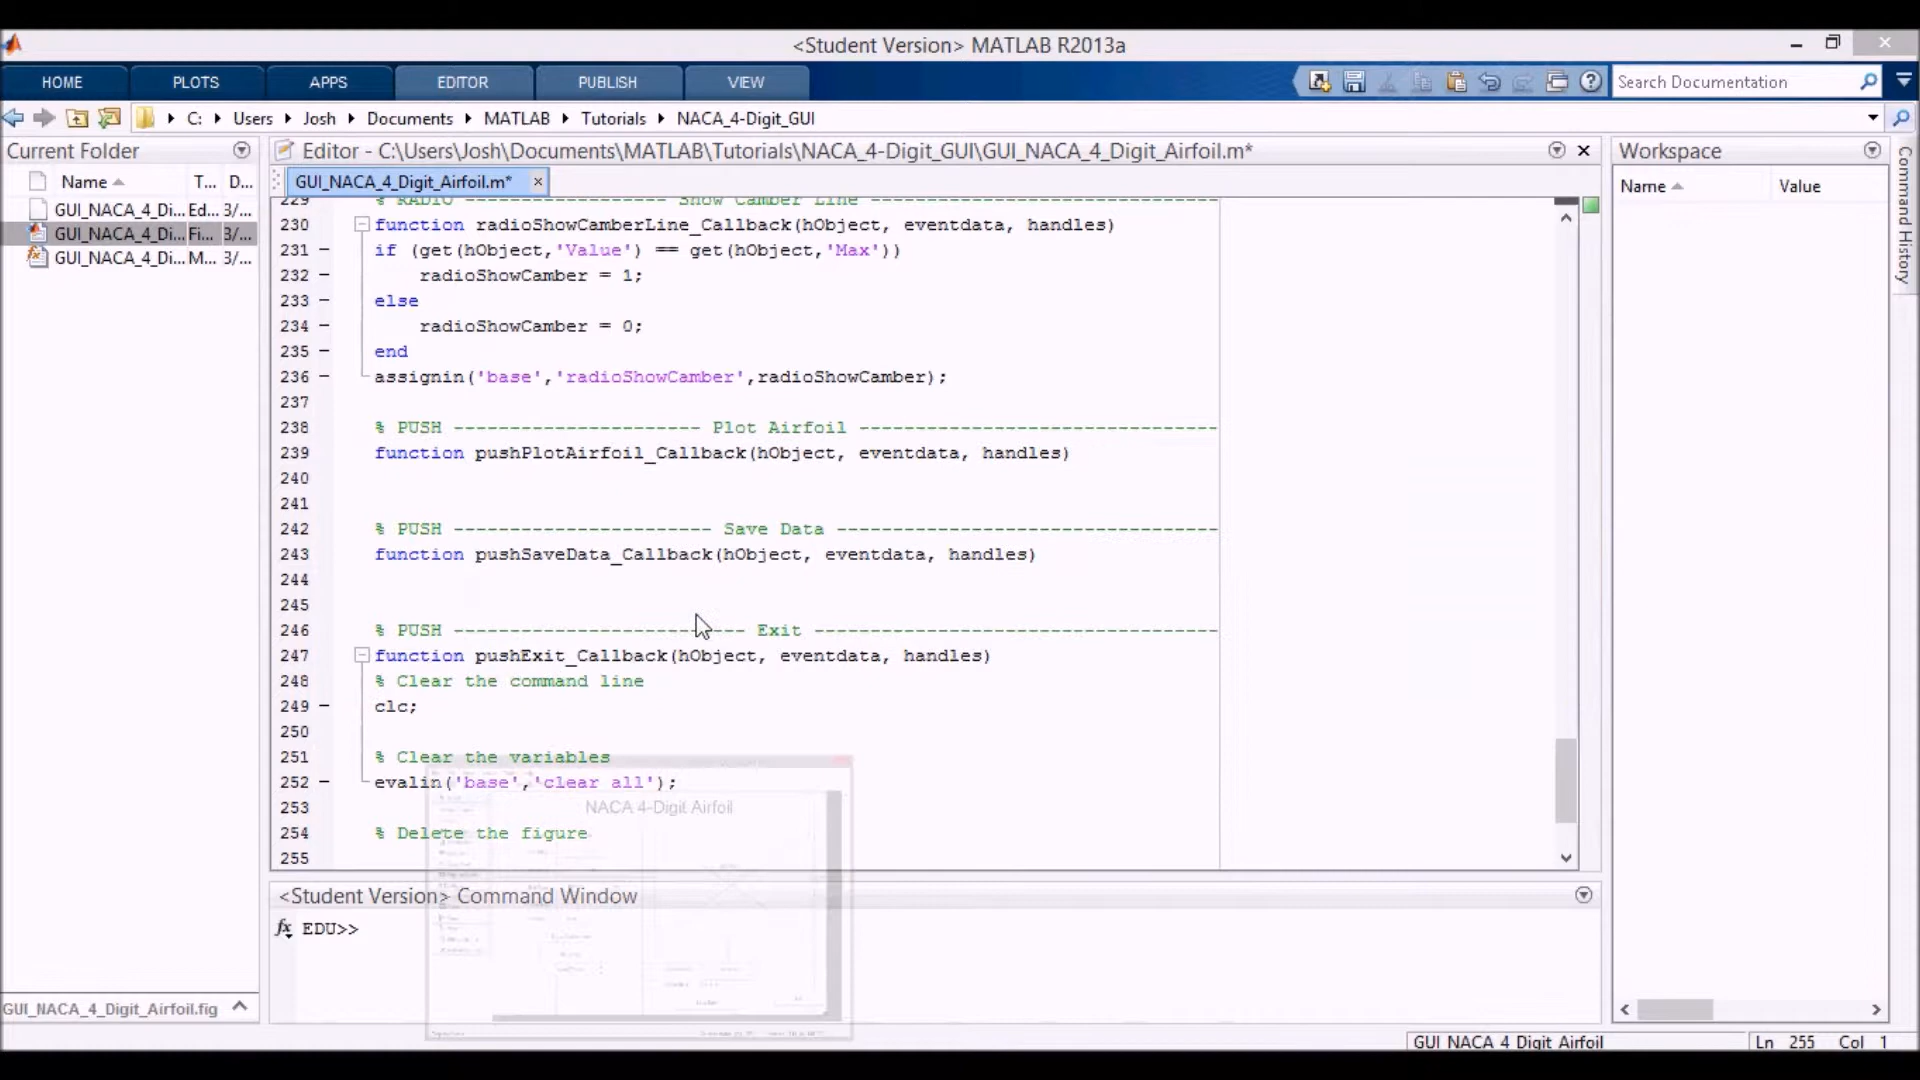 <Student Version> MATLAB R2013a
HOME PLOTS APPS EDITOR PUBLISH VIEW
Search Documentation
C: Users Josh Documents MATLAB Tutorials NACA_4-Digit_GUI
Current Folder
Name T... D...
GUI_NACA_4_Di... Ed... 3/...
GUI_NACA_4_Di... Fi... 3/...
GUI_NACA_4_Di... M... 3/...
GUI_NACA_4_Digit_Airfoil.fig
Editor - C:\Users\Josh\Documents\MATLAB\Tutorials\NACA_4-Digit_GUI\GUI_NACA_4_Digit_Airfoil.m*
GUI_NACA_4_Digit_Airfoil.m* ×
229 % RADIO ------------------ Show Camber Line -------------------------------
230 function radioShowCamberLine_Callback(hObject, eventdata, handles)
231 – if (get(hObject,'Value') == get(hObject,'Max'))
232 – radioShowCamber = 1;
233 – else
234 – radioShowCamber = 0;
235 – end
236 – assignin('base','radioShowCamber',radioShowCamber);
237
238 % PUSH ---------------------- Plot Airfoil --------------------------------
239 function pushPlotAirfoil_Callback(hObject, eventdata, handles)
240
241
242 % PUSH ----------------------- Save Data ----------------------------------
243 function pushSaveData_Callback(hObject, eventdata, handles)
244
245
246 % PUSH -------------------------- Exit ------------------------------------
247 function pushExit_Callback(hObject, eventdata, handles)
248 % Clear the command line
249 – clc;
250
251 % Clear the variables
252 – evalin('base','clear all');
253
254 % Delete the figure
255
NACA 4-Digit Airfoil
<Student Version> Command Window
fx EDU>>
Workspace
Name Value
Command History
GUI_NACA_4_Digit_Airfoil Ln 255 Col 1